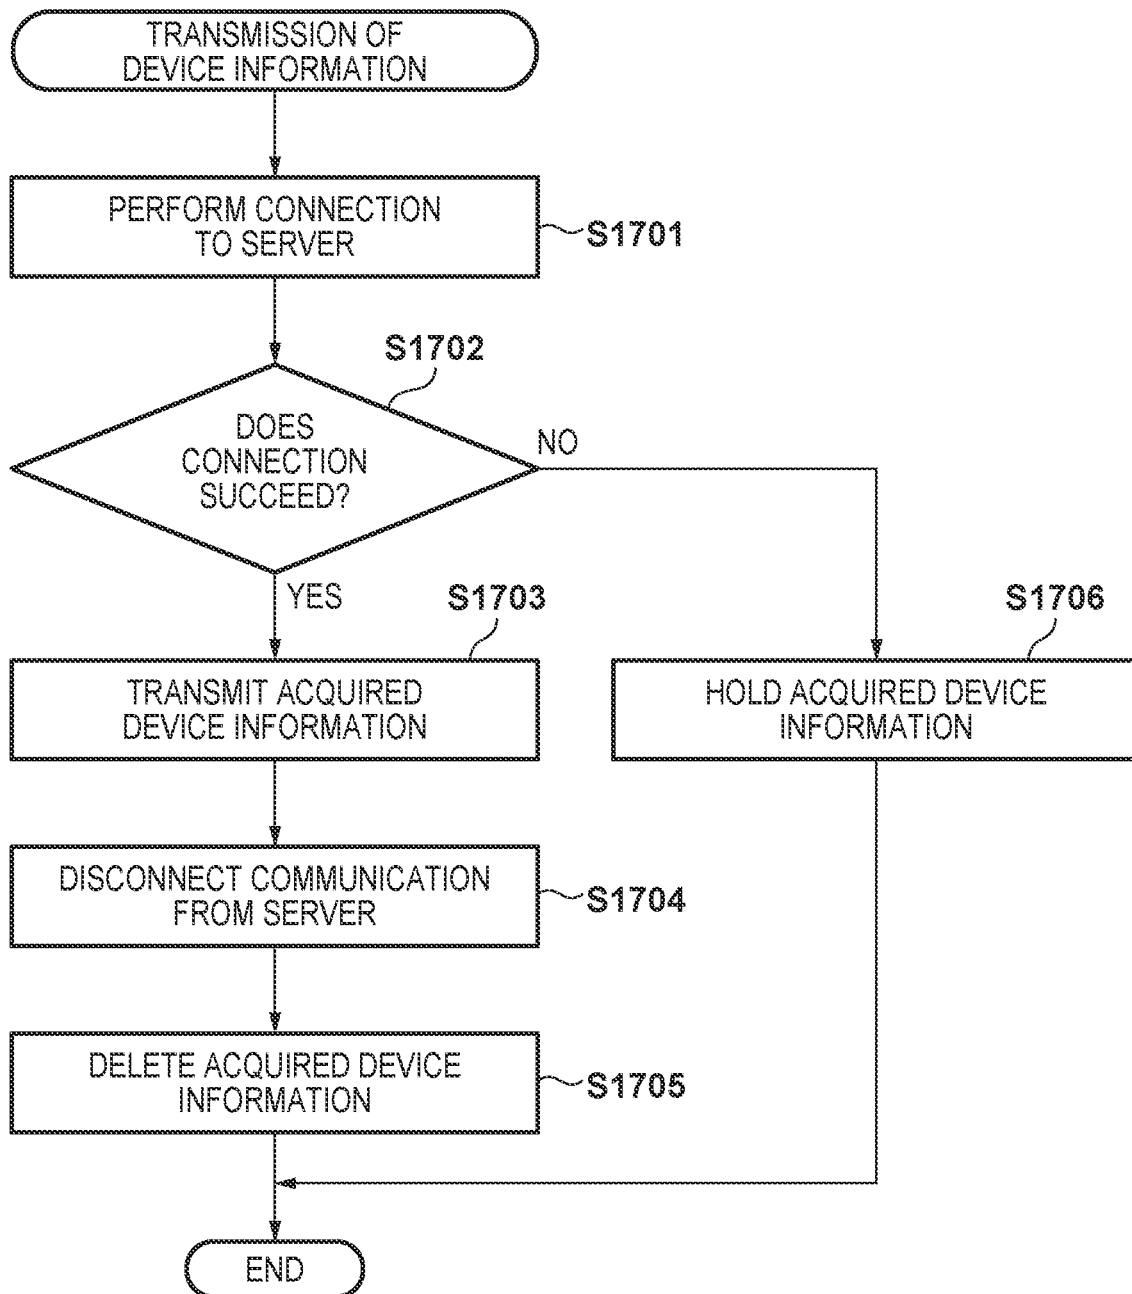 TRANSMISSION OF
DEVICE INFORMATION
PERFORM CONNECTION
TO SERVER
S1701
S1702
DOES
CONNECTION
SUCCEED?
NO
YES
S1703
TRANSMIT ACQUIRED
DEVICE INFORMATION
S1706
HOLD ACQUIRED DEVICE
INFORMATION
DISCONNECT COMMUNICATION
FROM SERVER
S1704
DELETE ACQUIRED DEVICE
INFORMATION
S1705
END